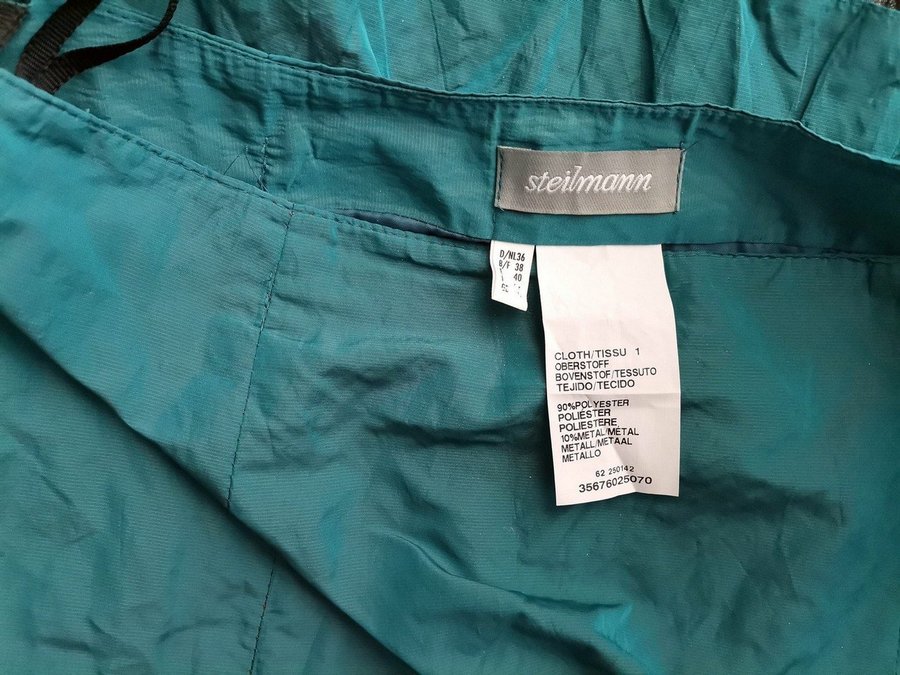 steilmann
D/NL36
B/F 38
40
CLOTH/TISSU 1
OBERSTOFF
BOVENSTOF/TESSUTO
TEJIDO/TECIDO
90%POLYESTER
POLIÉSTER
POLIESTERE
10%METAL/MÉTAL
METALL/METAAL
METALLO
62 250142
35676025070